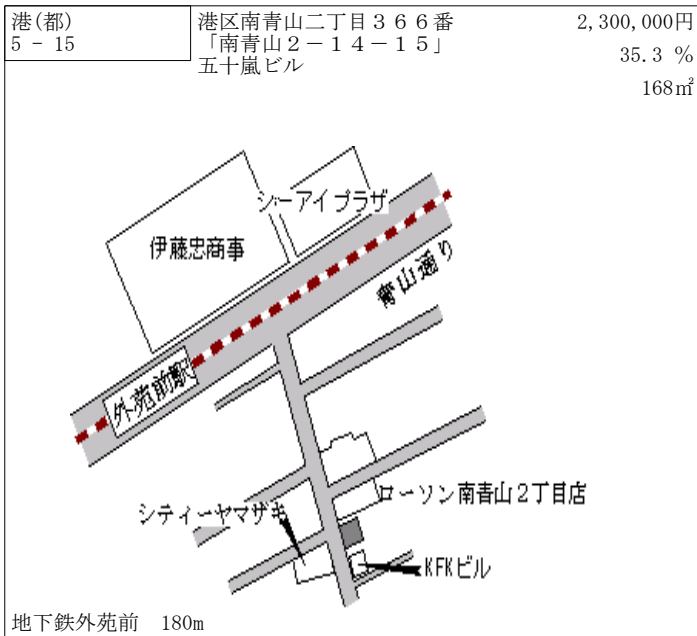 港(都)
5 - 15
港区南青山二丁目３６６番
「南青山２－１４－１５」
五十嵐ビル
2,300,000円
35.3 %
168㎡
シーアイプラザ
伊藤忠商事
青山通り
外苑前駅
ローソン南青山２丁目店
シティーヤマザキ
KFKビル
地下鉄外苑前 180m